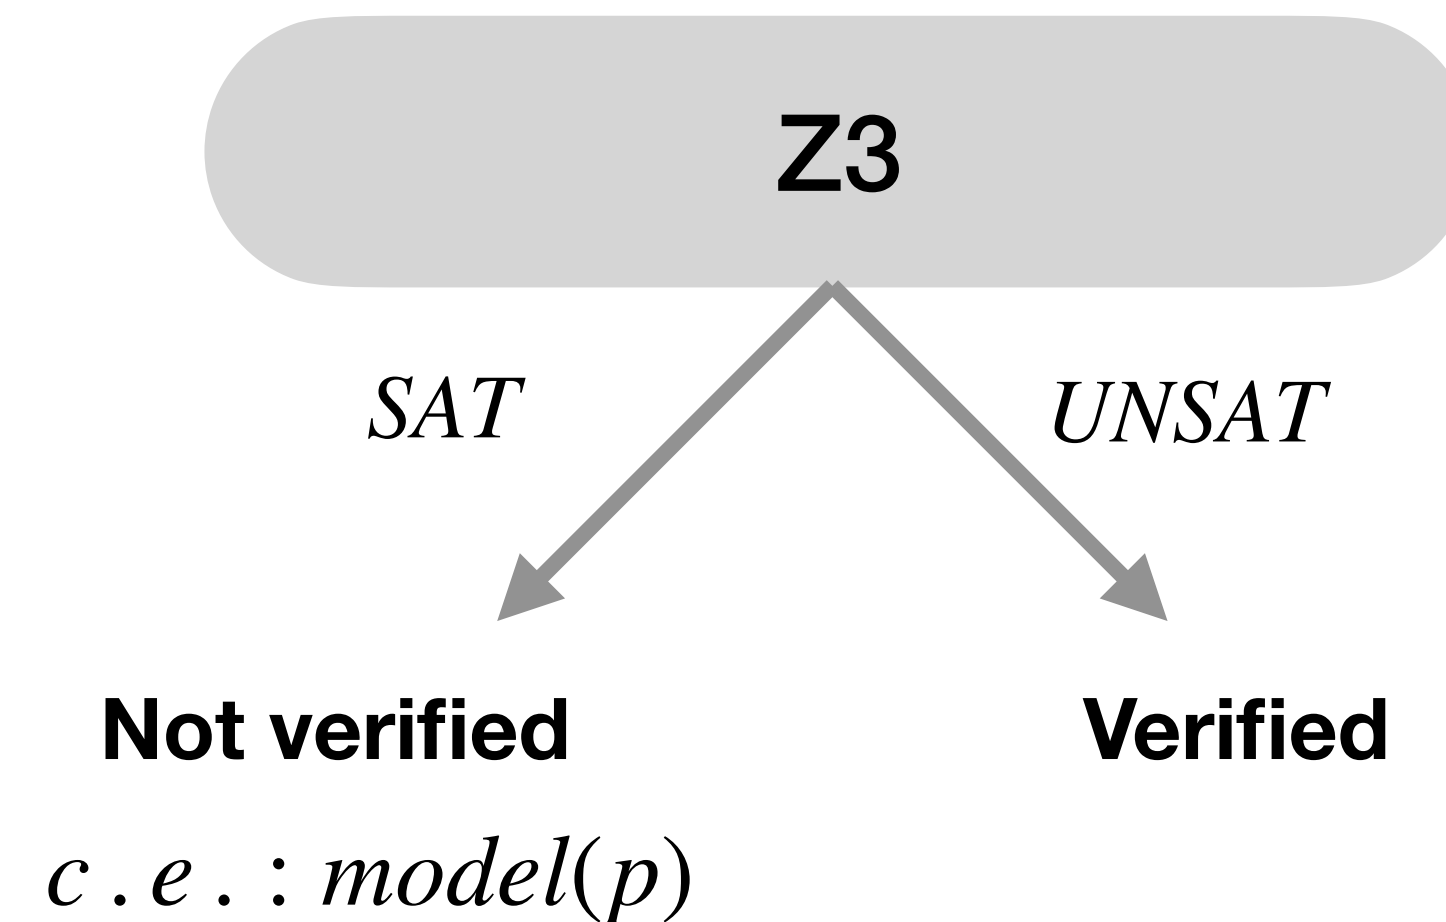 Z3
SAT
UNSAT
Not verified
Verified
c . e . : model(p)